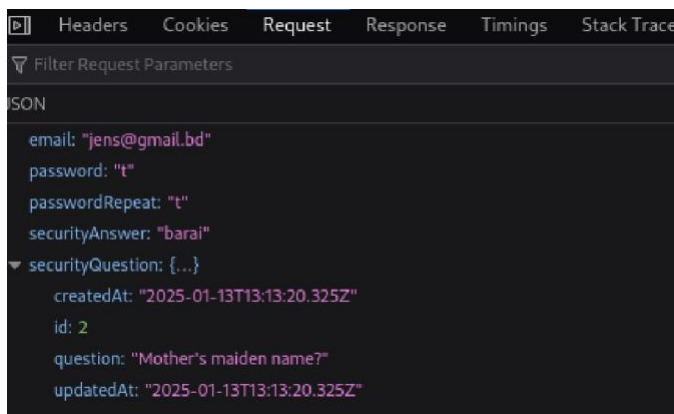 Headers Cookies Request Response Timings Stack Trace
Filter Request Parameters
JSON
email: "jens@gmail.bd"
password: "t"
passwordRepeat: "t"
securityAnswer: "barai"
securityQuestion: {...}
createdAt: "2025-01-13T13:13:20.325Z"
id: 2
question: "Mother's maiden name?"
updatedAt: "2025-01-13T13:13:20.325Z"